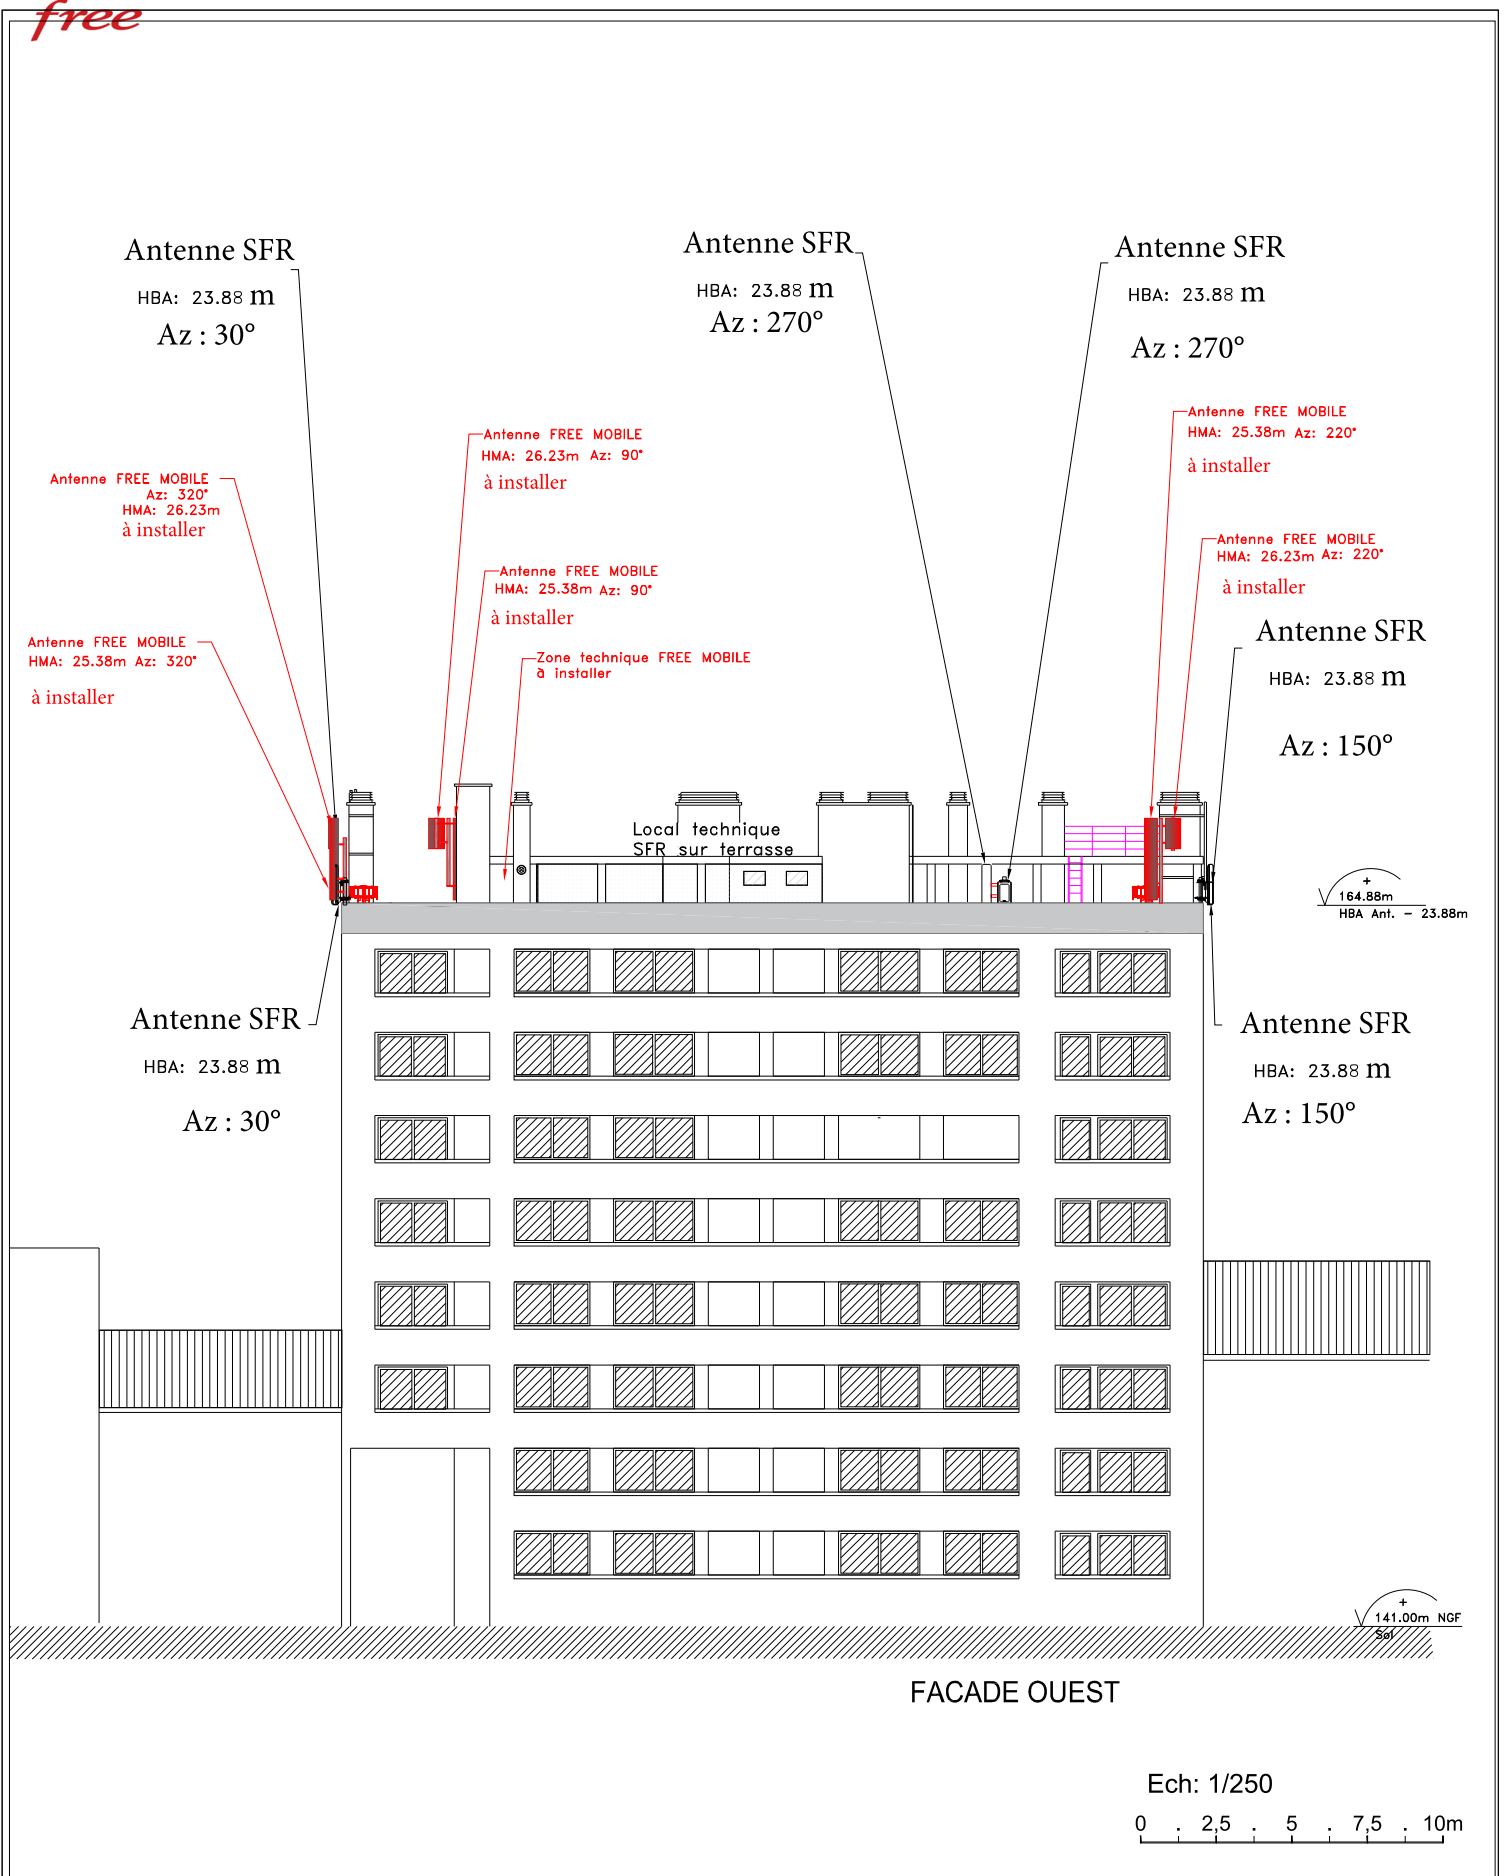 free
Antenne SFR
HBA: 23.88 m
Az : 30°
Antenne SFR
HBA: 23.88 m
Az : 270°
Antenne SFR
HBA: 23.88 m
Az : 270°
Antenne FREE MOBILE
HMA: 25.38m Az: 220°
à installer
Antenne FREE MOBILE
HMA: 26.23m Az: 90°
à installer
Antenne FREE MOBILE
Az: 320°
HMA: 26.23m
à installer
Antenne FREE MOBILE
HMA: 26.23m Az: 220°
à installer
Antenne FREE MOBILE
HMA: 25.38m Az: 90°
à installer
Antenne SFR
HBA: 23.88 m
Az : 150°
Antenne FREE MOBILE
HMA: 25.38m Az: 320°
à installer
Zone technique FREE MOBILE
à installer
Local technique
SFR sur terrasse
164.88m
HBA Ant. - 23.88m
Antenne SFR
HBA: 23.88 m
Az : 30°
Antenne SFR
HBA: 23.88 m
Az : 150°
141.00m NGF
Sol
FACADE OUEST
Ech: 1/250
0 . 2,5 . 5 . 7,5 . 10m